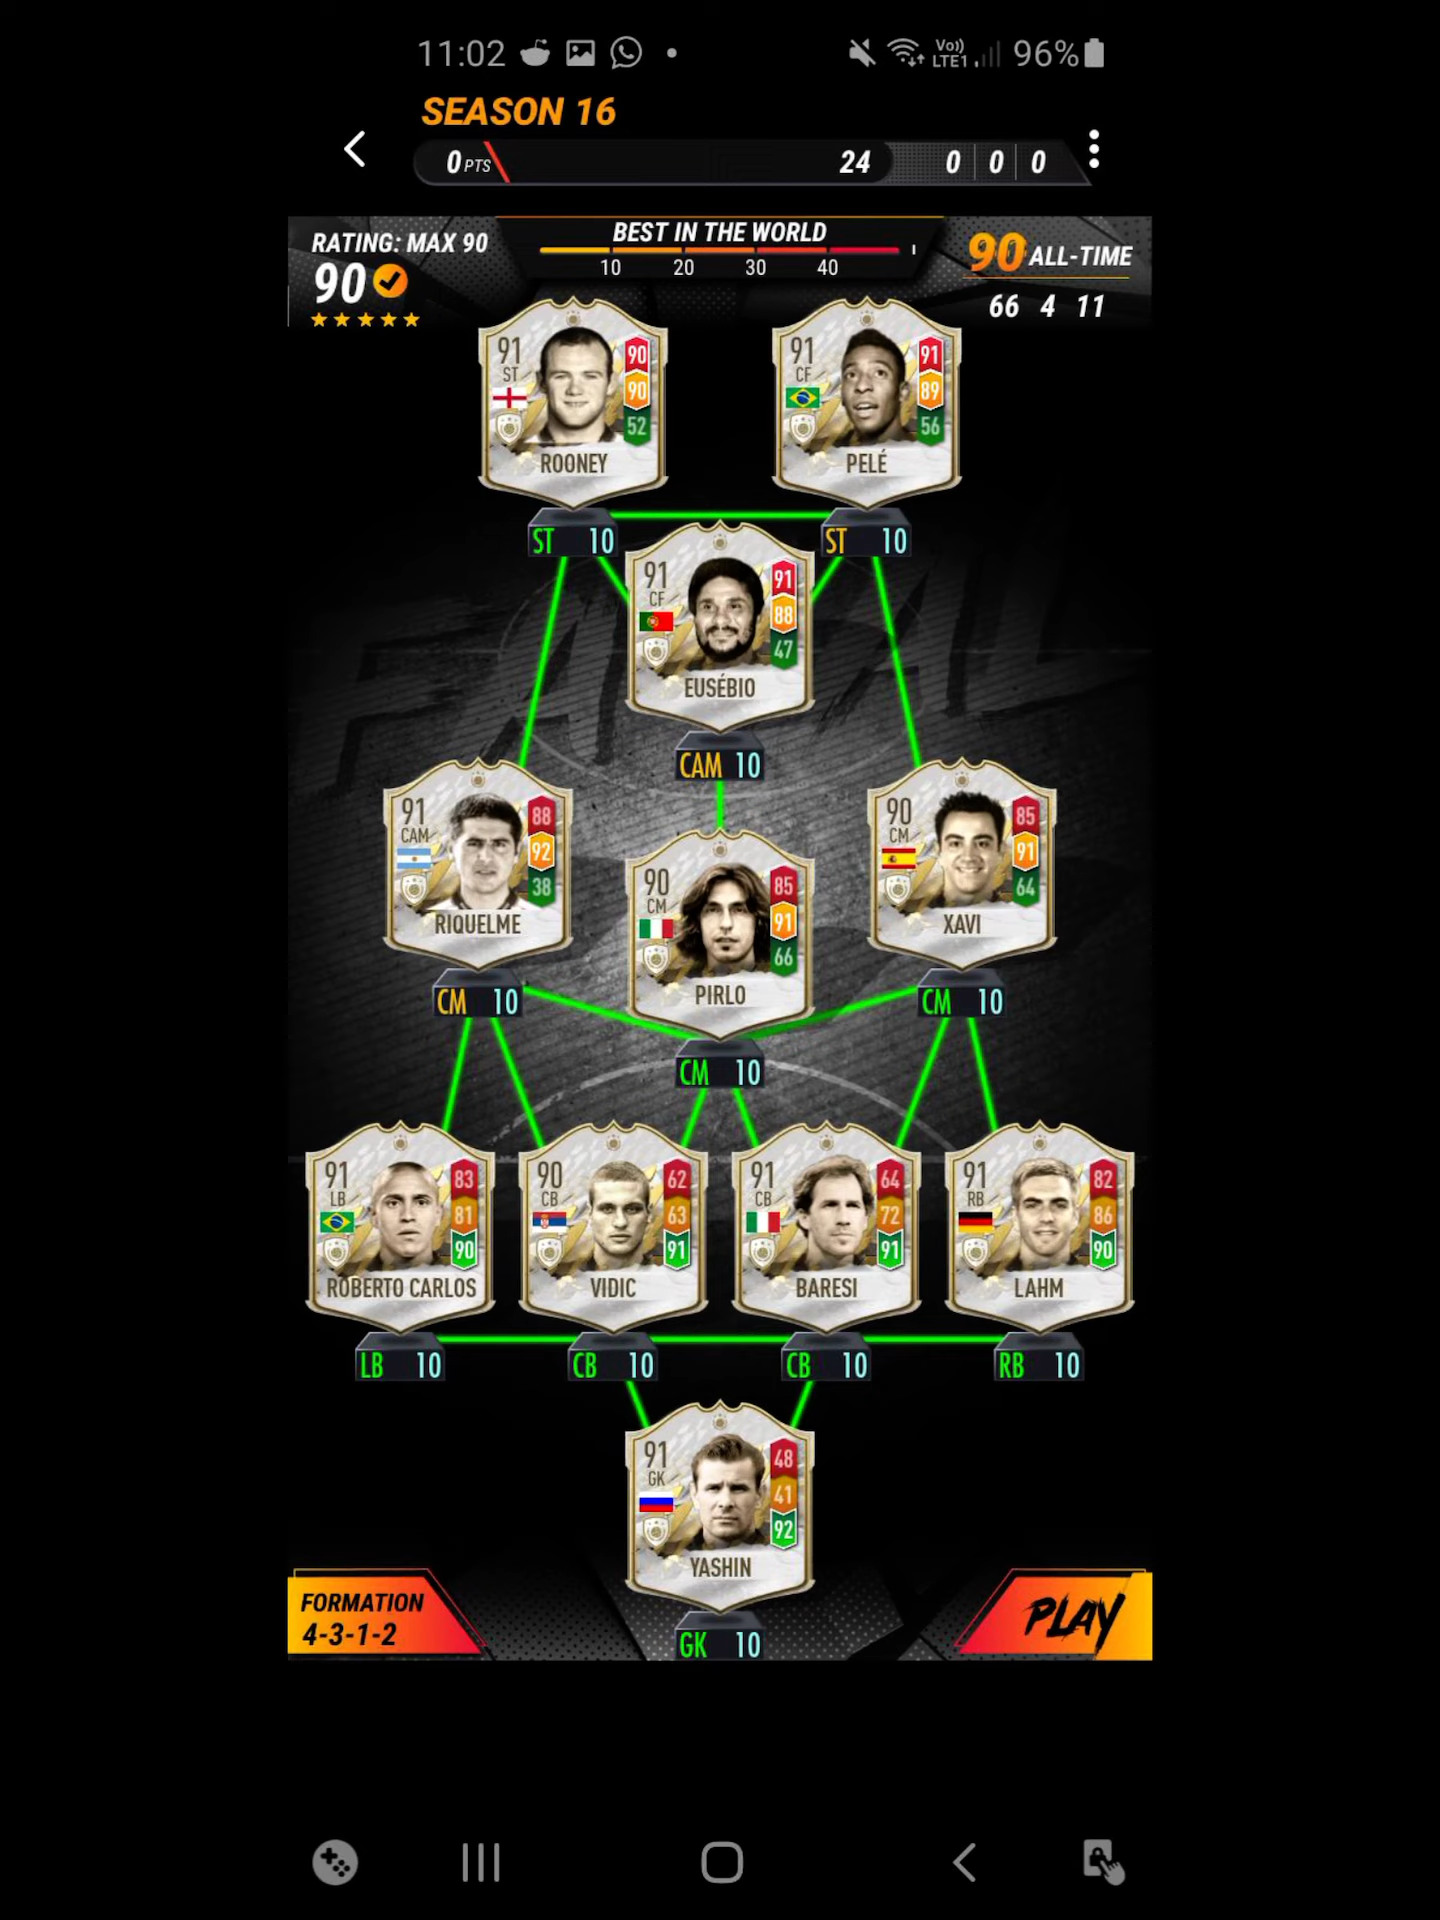 11:02
Vo)) LTE1 96%
SEASON 16
0 PTS 24 0 0 0
RATING: MAX 90
90
BEST IN THE WORLD
10 20 30 40
90 ALL-TIME
66 4 11
91 ST 90 90 52
ROONEY
ST 10
91 CF 91 89 56
PELÉ
ST 10
91 CF 91 88 47
EUSÉBIO
CAM 10
91 CAM 88 92 38
RIQUELME
CM 10
90 CM 85 91 66
PIRLO
CM 10
90 CM 85 91 64
XAVI
CM 10
91 LB 83 81 90
ROBERTO CARLOS
LB 10
90 CB 62 63 91
VIDIC
CB 10
91 CB 64 72 91
BARESI
CB 10
91 RB 82 86 90
LAHM
RB 10
91 GK 48 41 92
YASHIN
GK 10
FORMATION
4-3-1-2
PLAY